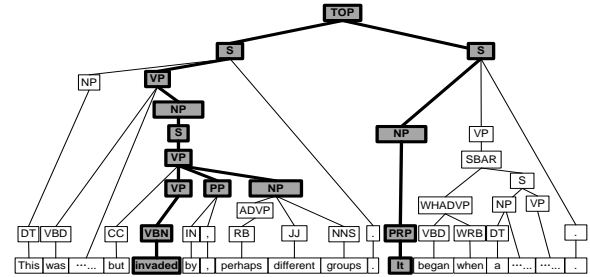 TOP
S S
NP VP
NP NP VP
S SBAR
VP S
VP PP NP WHADVP NP VP
ADVP
DT VBD CC VBN IN , RB JJ NNS . PRP VBD WRB DT .
This was ...... but invaded by , perhaps different groups . It began when a ...... ...... .